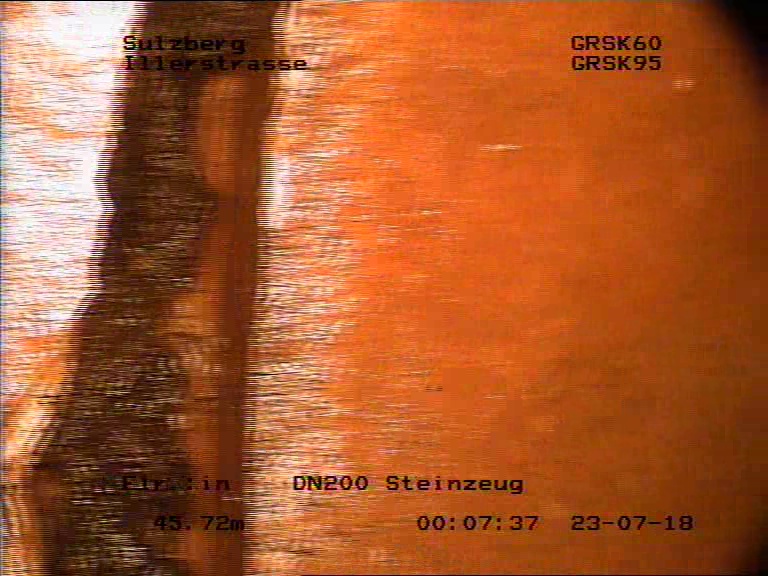 Sulzberg GRSK60
Illerstrasse GRSK95
DN200 Steinzeug
45.72m 00:07:37 23-07-18